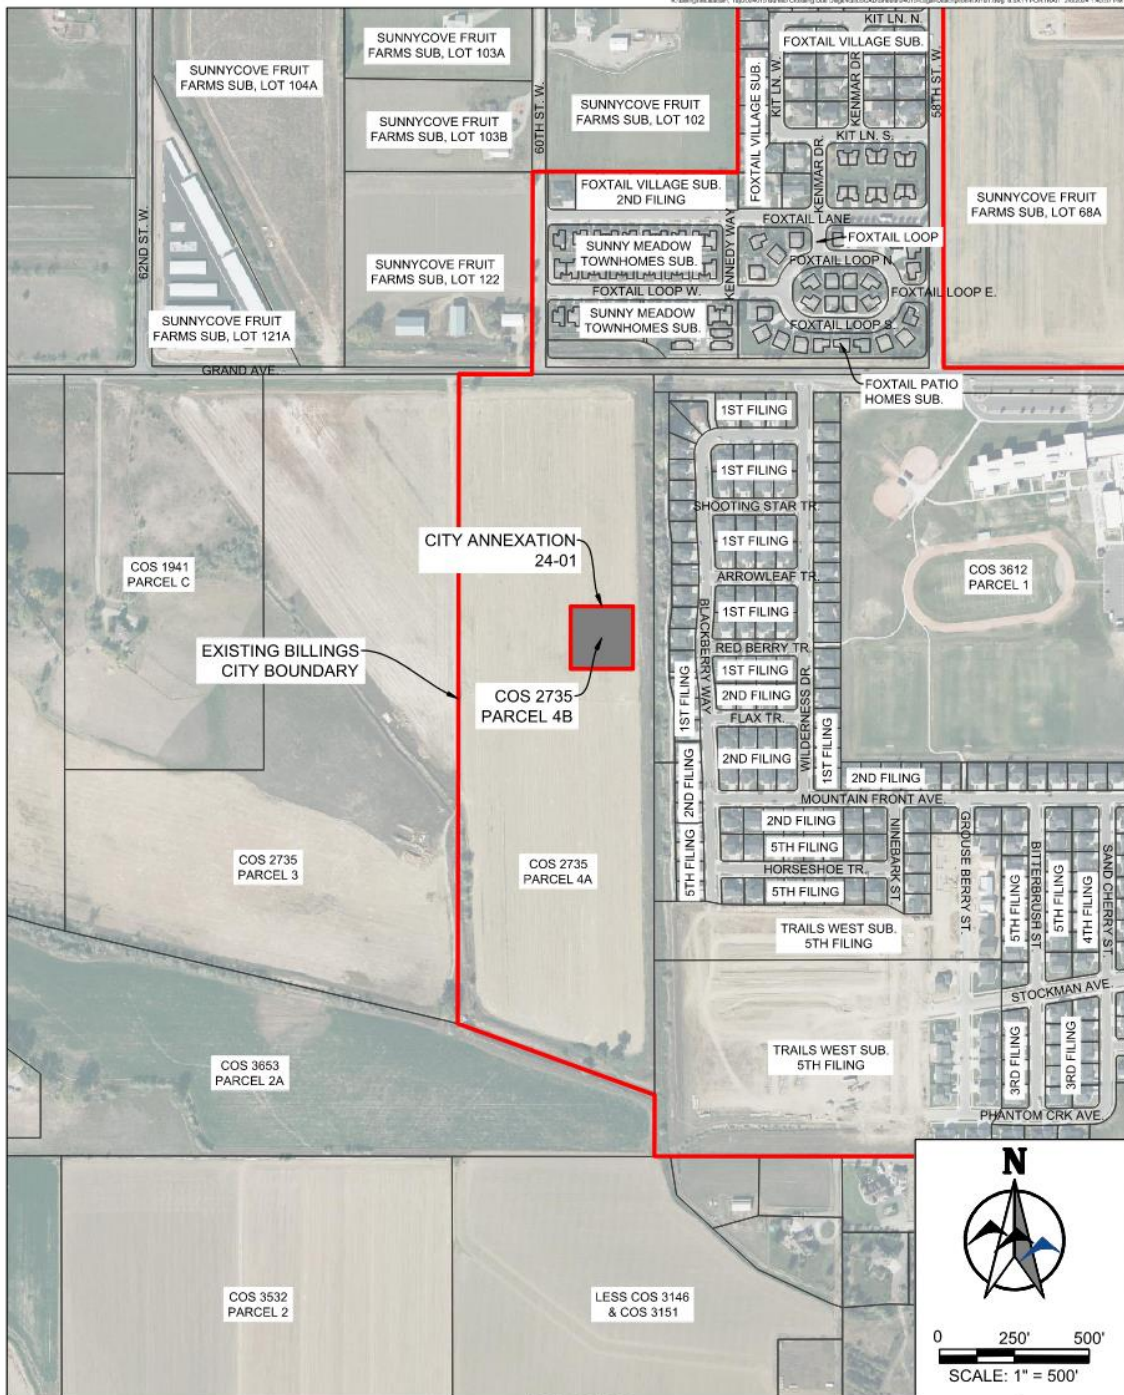 KIT LN. N.
FOXTAIL VILLAGE SUB.
SUNNYCOVE FRUIT
FARMS SUB, LOT 103A
SUNNYCOVE FRUIT
FARMS SUB, LOT 104A
KIT LN. W.
KENMAR DR.
58TH ST. W.
FOXTAIL VILLAGE SUB.
60TH ST. W.
SUNNYCOVE FRUIT
FARMS SUB, LOT 102
SUNNYCOVE FRUIT
FARMS SUB, LOT 103B
KIT LN. S.
KENMAR DR.
FOXTAIL VILLAGE SUB.
2ND FILING
SUNNYCOVE FRUIT
FARMS SUB, LOT 68A
62ND ST. W.
FOXTAIL LANE
KENNEDY WAY
FOXTAIL LOOP
SUNNY MEADOW
TOWNHOMES SUB.
FOXTAIL LOOP N.
SUNNYCOVE FRUIT
FARMS SUB, LOT 122
FOXTAIL LOOP W.
FOXTAIL LOOP E.
SUNNY MEADOW
TOWNHOMES SUB.
FOXTAIL LOOP S.
SUNNYCOVE FRUIT
FARMS SUB, LOT 121A
GRAND AVE.
FOXTAIL PATIO
HOMES SUB.
1ST FILING
1ST FILING
SHOOTING STAR TR.
CITY ANNEXATION
24-01
1ST FILING
ARROWLEAF TR.
COS 1941
PARCEL C
COS 3612
PARCEL 1
1ST FILING
BLACKBERRY WAY
RED BERRY TR.
EXISTING BILLINGS
CITY BOUNDARY
1ST FILING
WILDERNESS DR.
2ND FILING
COS 2735
PARCEL 4B
1ST FILING
FLAX TR.
1ST FILING
2ND FILING
2ND FILING
2ND FILING
MOUNTAIN FRONT AVE.
2ND FILING
5TH FILING
NINEBARK ST.
GROUSE BERRY ST.
BITTERBRUSH ST.
SAND CHERRY ST.
COS 2735
PARCEL 3
COS 2735
PARCEL 4A
5TH FILING
HORSESHOE TR.
5TH FILING
5TH FILING
5TH FILING
4TH FILING
TRAILS WEST SUB.
5TH FILING
STOCKMAN AVE.
TRAILS WEST SUB.
5TH FILING
3RD FILING
3RD FILING
COS 3653
PARCEL 2A
PHANTOM CRK AVE.
N
COS 3532
PARCEL 2
LESS COS 3146
& COS 3151
0 250' 500'
SCALE: 1" = 500'